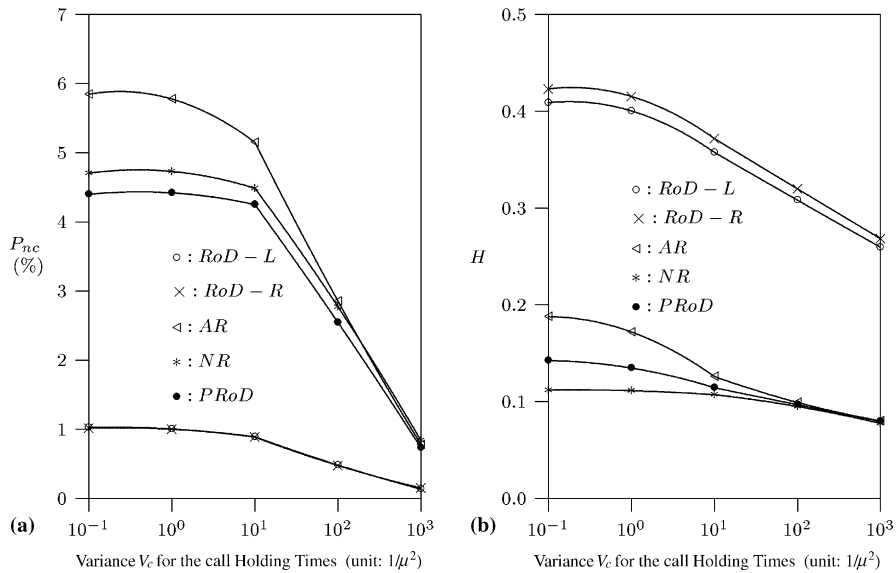 7
6
5
4
3
2
1
0
P_{nc}
(%)
○ : RoD − L
× : RoD − R
◁ : AR
* : NR
● : PRoD
(a)
10^{−1} 10^{0} 10^{1} 10^{2} 10^{3}
Variance V_c for the call Holding Times (unit: 1/μ^2)
0.5
0.4
0.3
0.2
0.1
0.0
H
○ : RoD − L
× : RoD − R
◁ : AR
* : NR
● : PRoD
(b)
10^{−1} 10^{0} 10^{1} 10^{2} 10^{3}
Variance V_c for the call Holding Times (unit: 1/μ^2)